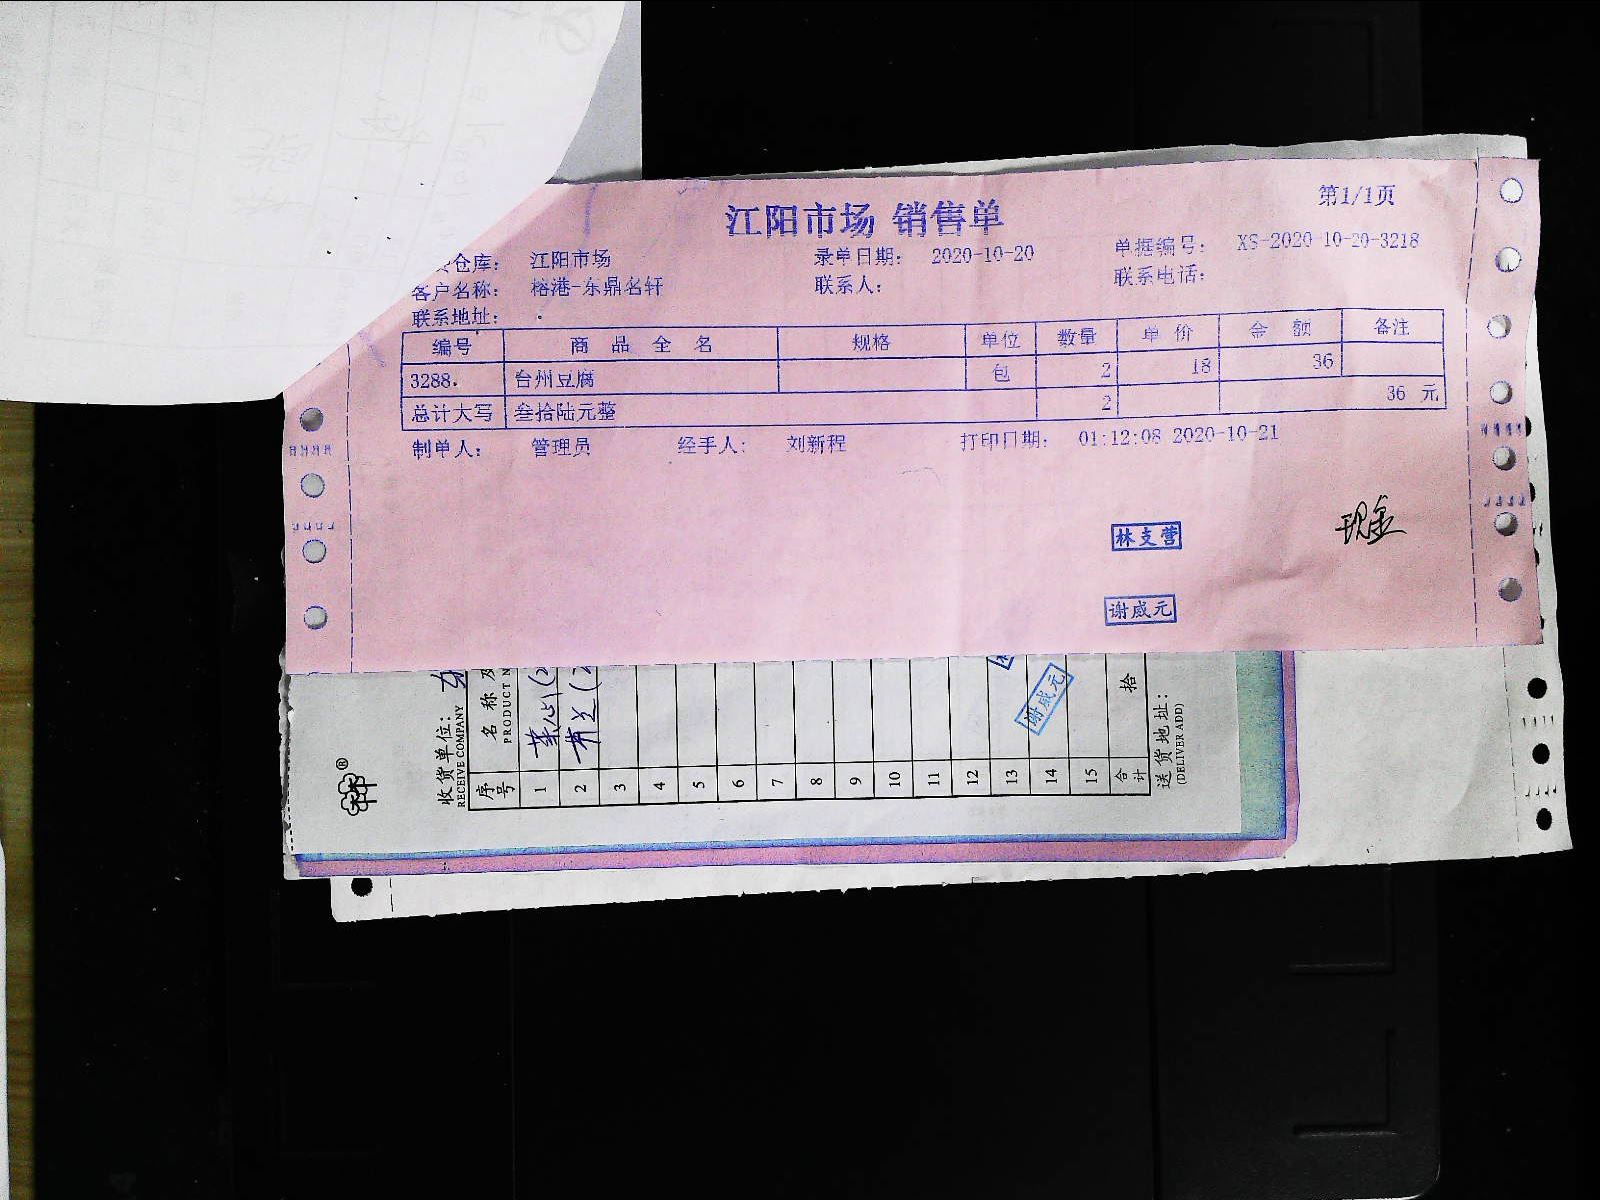 江阳市场 销售单
第1/1页
仓库： 江阳市场 录单日期： 2020-10-20 单据编号： XS-2020-10-20-3218
客户名称： 榕港-东鼎名轩 联系人： 联系电话：
联系地址： .
编号 商 品 全 名 规格 单位 数量 单 价 金 额 备注
3288. 台州豆腐 包 2 18 36
总计大写 叁拾陆元整 2 36 元
制单人： 管理员 经手人： 刘新程 打印日期： 01:12:08 2020-10-21
现金
林支营
谢威元
收货单位：
RECEIVE COMPANY
序号 名 称 及
PRODUCT N
1 菜心(2
2
3
4
5
6
7
8
9
10
11
12
13
14
15
合计 拾
送货地址：
(DELIVER ADD)
谢威元